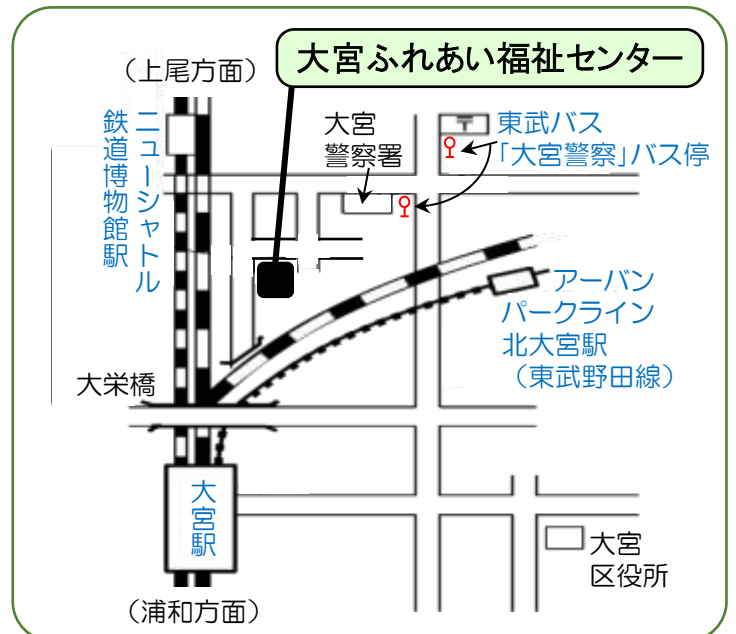 大宮ふれあい福祉センター
（上尾方面）
ニューシャトル
鉄道博物館駅
大宮
警察署
〒
東武バス
「大宮警察」バス停
アーバン
パークライン
北大宮駅
（東武野田線）
大栄橋
大宮駅
大宮
区役所
（浦和方面）